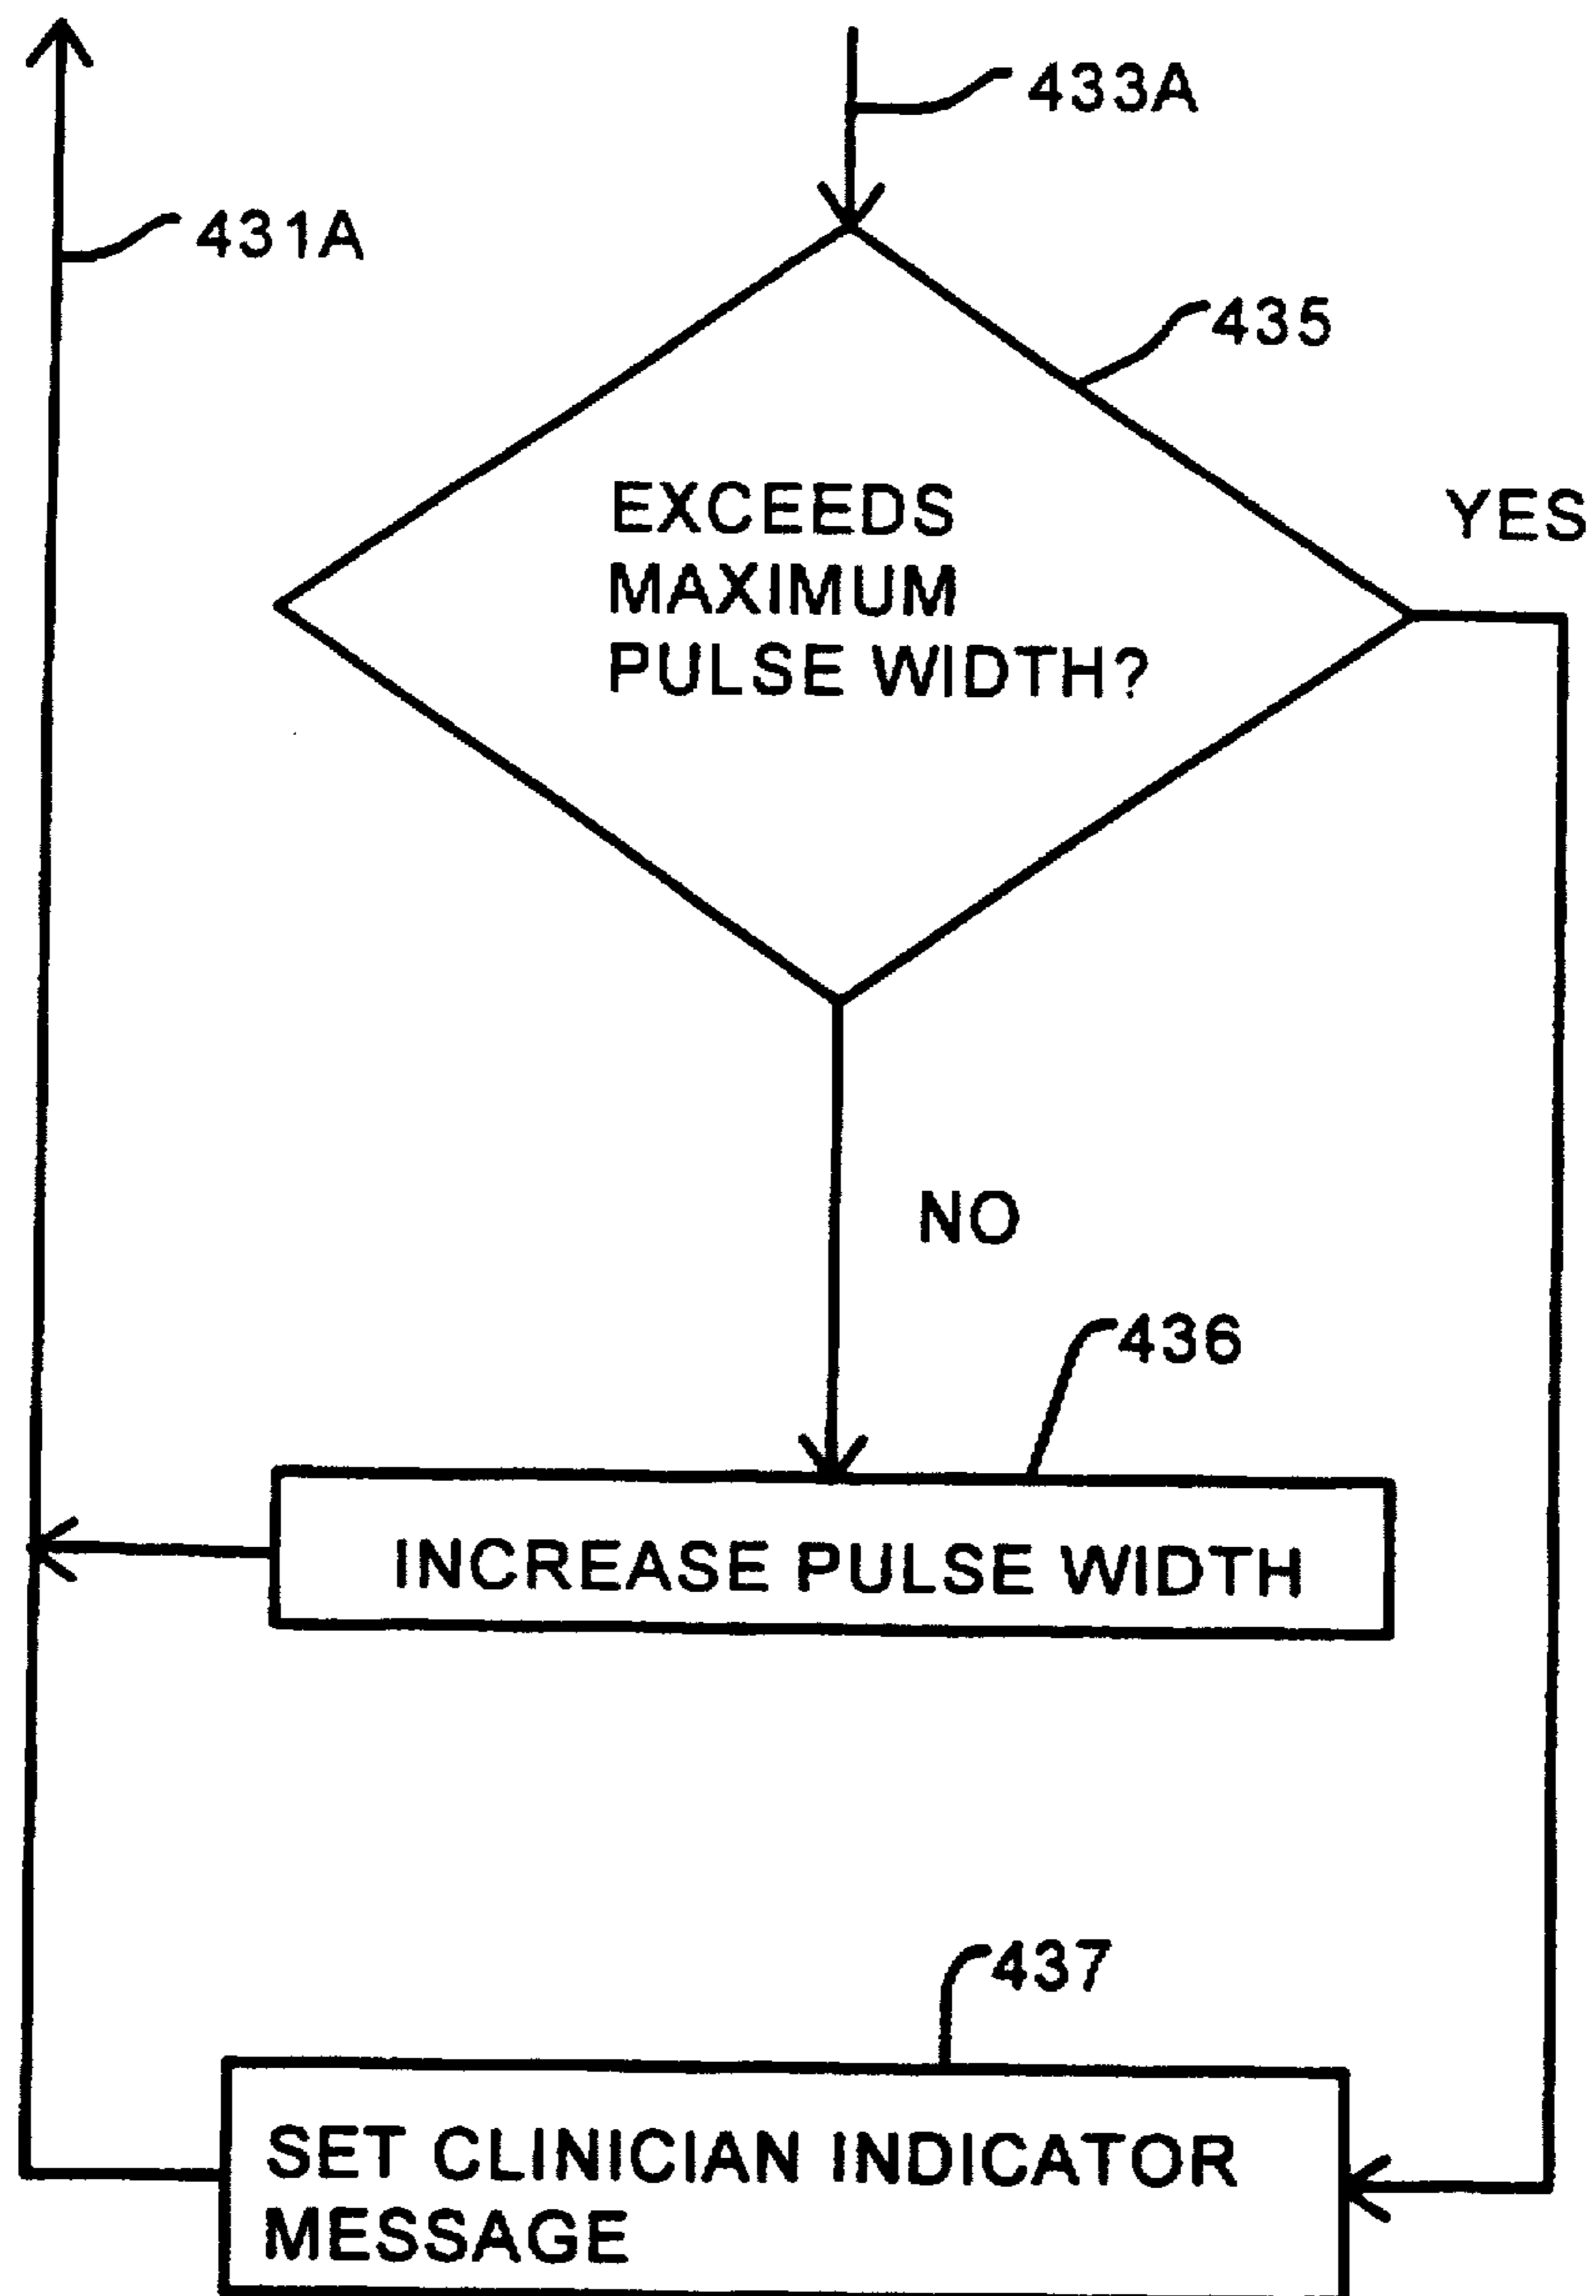 433A
431A
435
EXCEEDS
MAXIMUM
PULSE WIDTH?
YES
NO
436
INCREASE PULSE WIDTH
437
SET CLINICIAN INDICATOR
MESSAGE